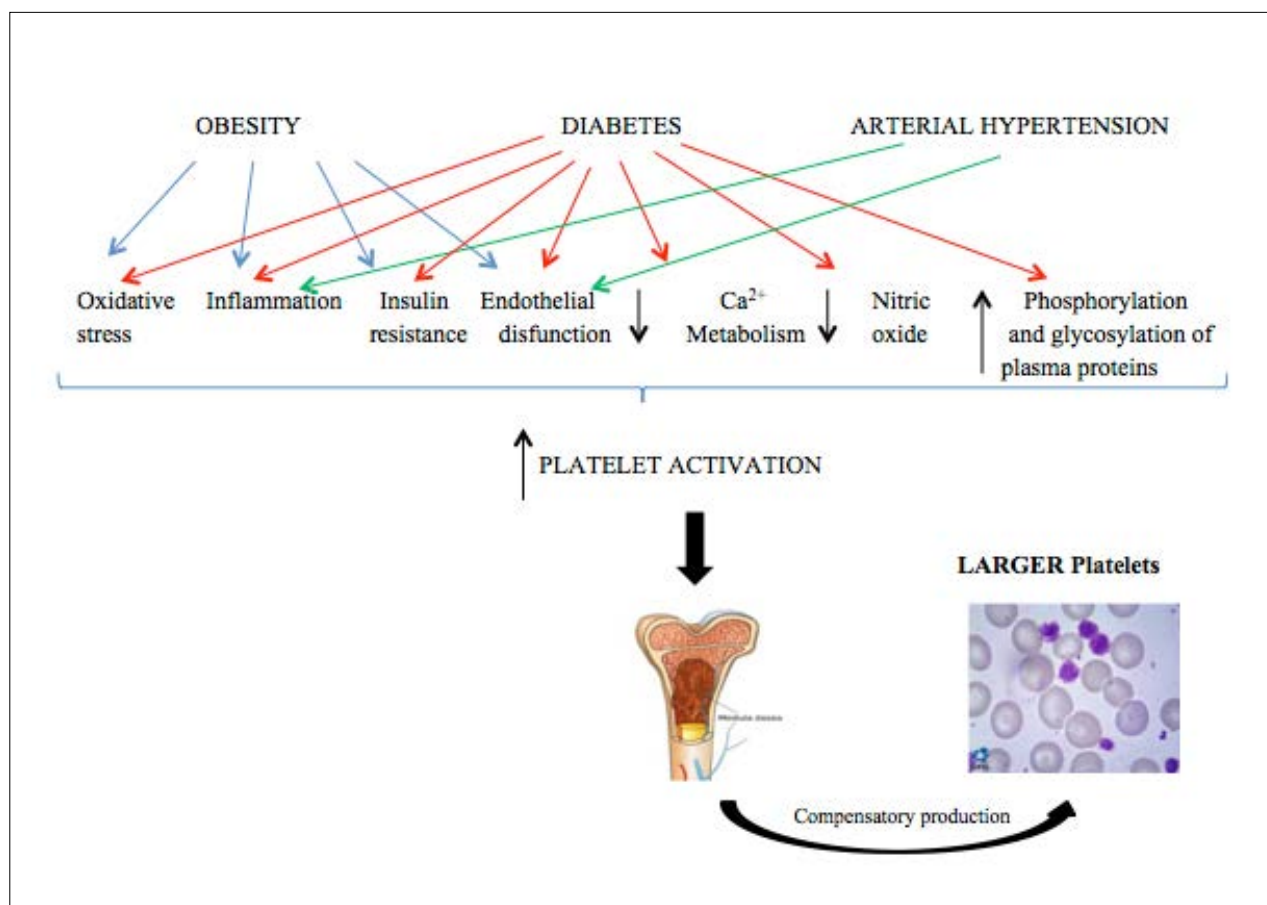 OBESITY DIABETES ARTERIAL HYPERTENSION
Oxidative Inflammation Insulin Endothelial Ca²⁺ Nitric Phosphorylation
stress resistance disfunction Metabolism oxide and glycosylation of
plasma proteins
PLATELET ACTIVATION
LARGER Platelets
Compensatory production